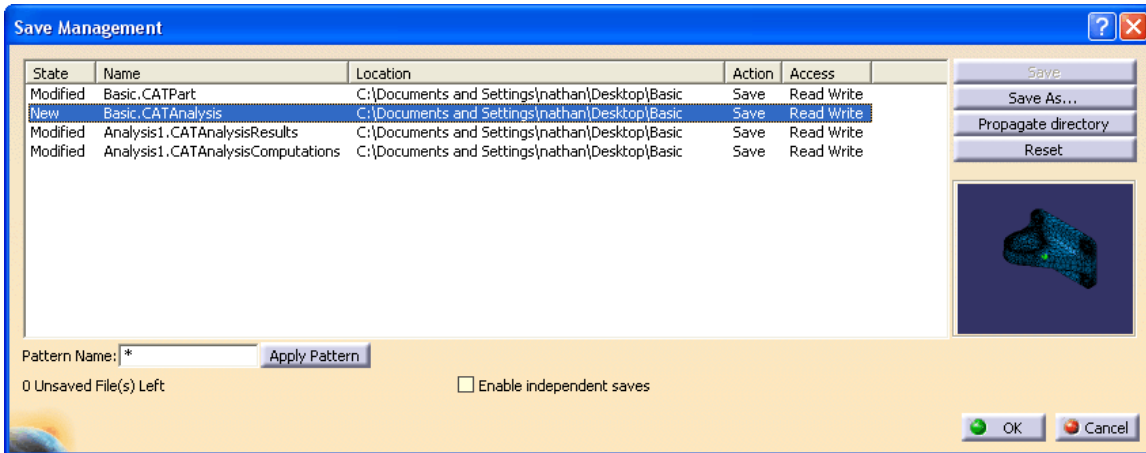 Save Management
State Name Location Action Access
Modified Basic.CATPart C:\Documents and Settings\nathan\Desktop\Basic Save Read Write
New Basic.CATAnalysis C:\Documents and Settings\nathan\Desktop\Basic Save Read Write
Modified Analysis1.CATAnalysisResults C:\Documents and Settings\nathan\Desktop\Basic Save Read Write
Modified Analysis1.CATAnalysisComputations C:\Documents and Settings\nathan\Desktop\Basic Save Read Write
Save
Save As...
Propagate directory
Reset
Pattern Name: * Apply Pattern
0 Unsaved File(s) Left Enable independent saves
OK Cancel